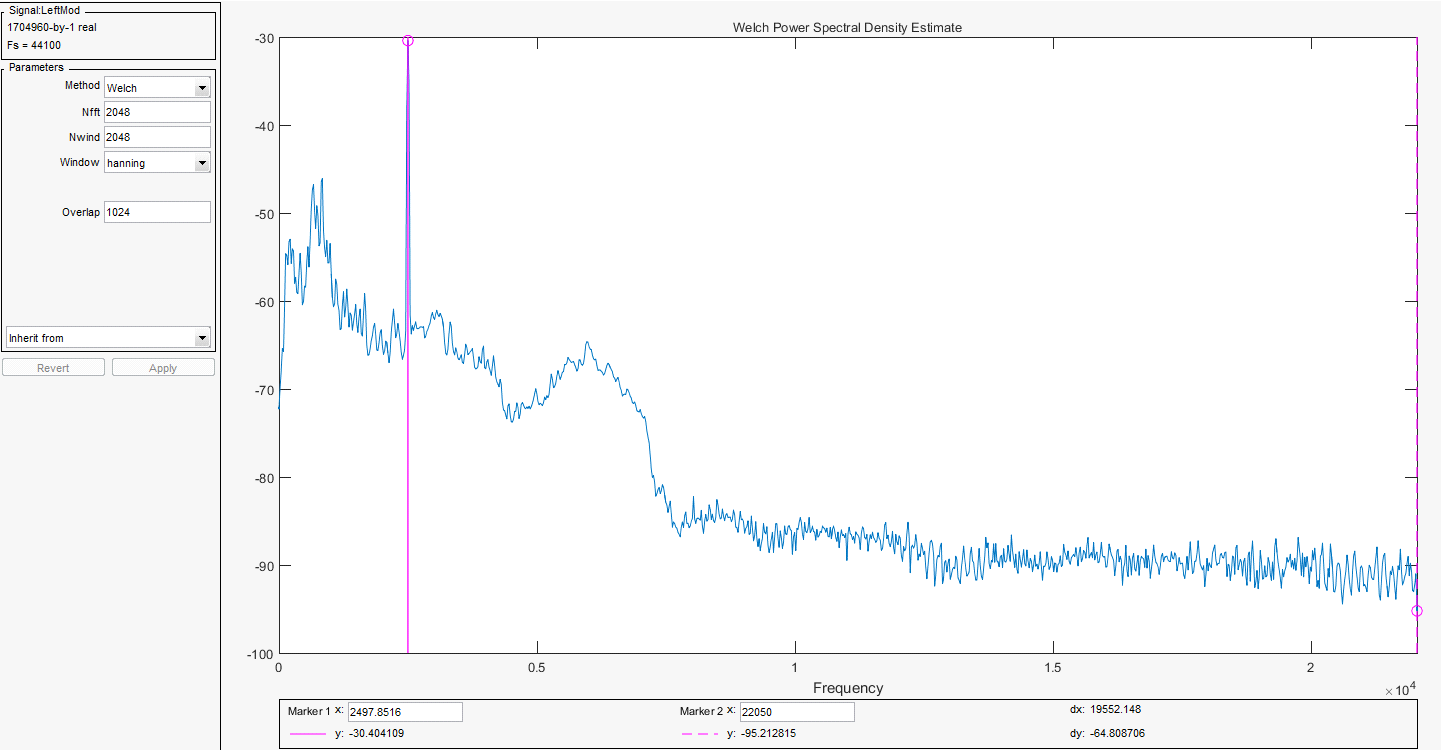 Signal:LeftMod
1704960-by-1 real
Fs = 44100
Parameters
Method Welch
Nfft 2048
Nwind 2048
Window hanning
Overlap 1024
Inherit from
Revert Apply
Welch Power Spectral Density Estimate
-30
-40
-50
-60
-70
-80
-90
-100
0 0.5 1 1.5 2
×10^4
Frequency
Marker 1 x: 2497.8516 Marker 2 x: 22050 dx: 19552.148
y: -30.404109 y: -95.212815 dy: -64.808706